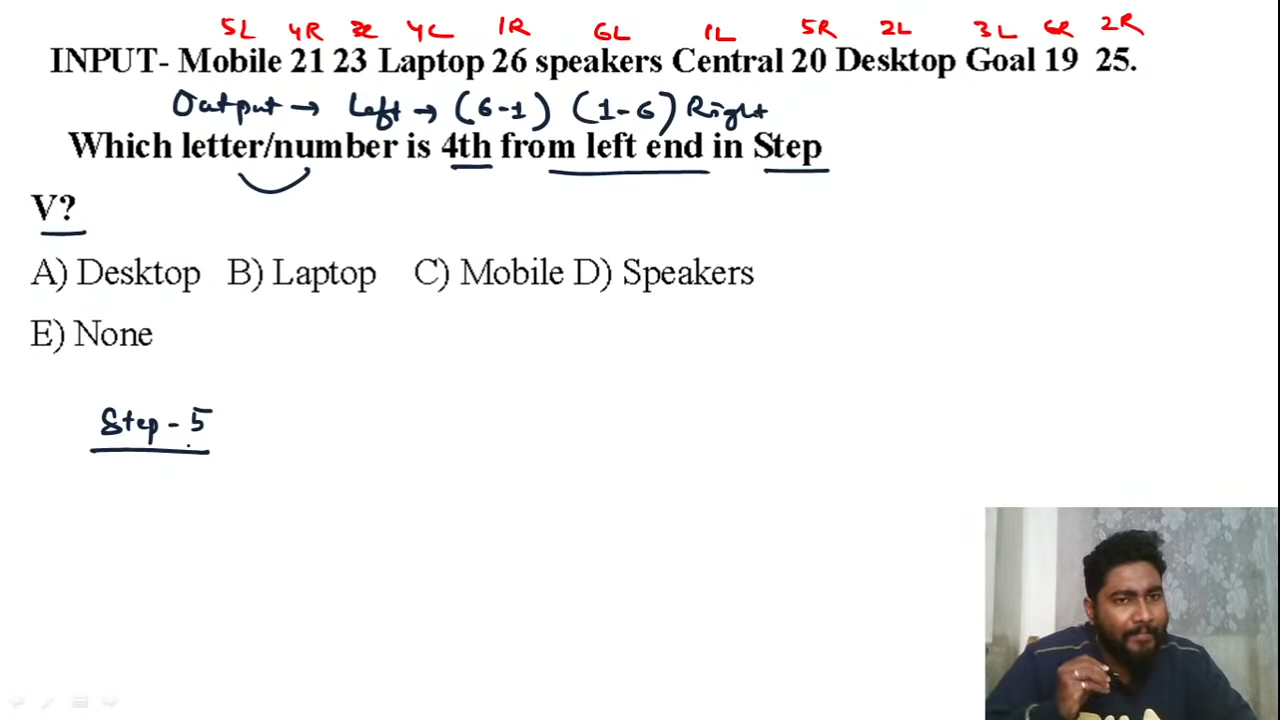 5L 4R 3R 4L 1R 6L 1L 5R 2L 3L 6R 2R
INPUT- Mobile 21 23 Laptop 26 speakers Central 20 Desktop Goal 19 25.
Output → Left → (6-1) (1-6) Right
Which letter/number is 4th from left end in Step
V?
A) Desktop B) Laptop C) Mobile D) Speakers
E) None
Step - 5